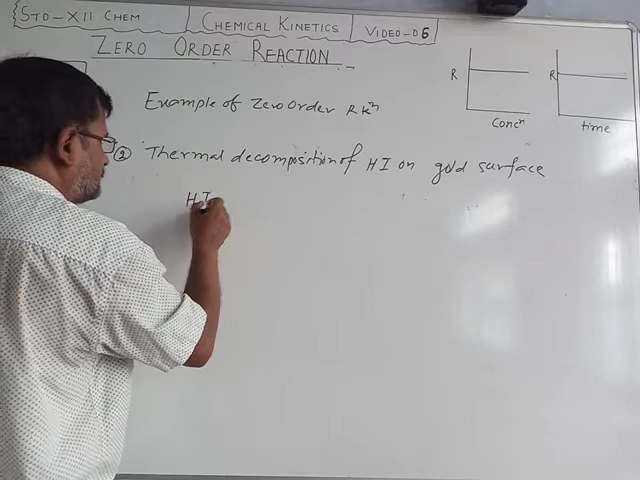 STD-XII CHEM CHEMICAL KINETICS VIDEO-06
ZERO ORDER REACTION
R R
Example of Zero Order RKⁿ
Concⁿ time
② Thermal decomposition of HI on gold surface
HI